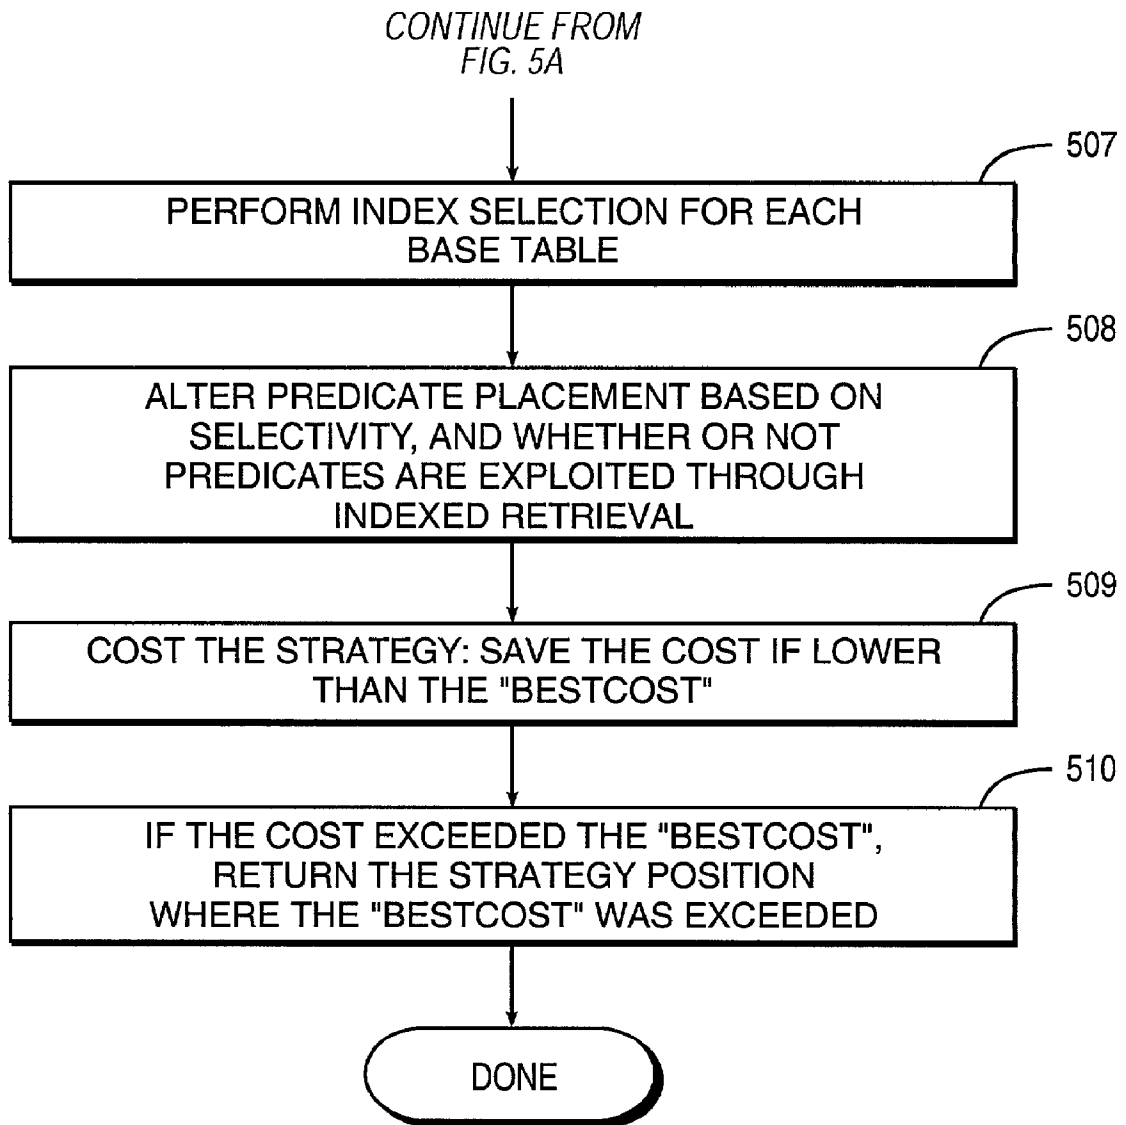 CONTINUE FROM
FIG. 5A
507
PERFORM INDEX SELECTION FOR EACH
BASE TABLE
508
ALTER PREDICATE PLACEMENT BASED ON
SELECTIVITY, AND WHETHER OR NOT
PREDICATES ARE EXPLOITED THROUGH
INDEXED RETRIEVAL
509
COST THE STRATEGY: SAVE THE COST IF LOWER
THAN THE "BESTCOST"
510
IF THE COST EXCEEDED THE "BESTCOST",
RETURN THE STRATEGY POSITION
WHERE THE "BESTCOST" WAS EXCEEDED
DONE